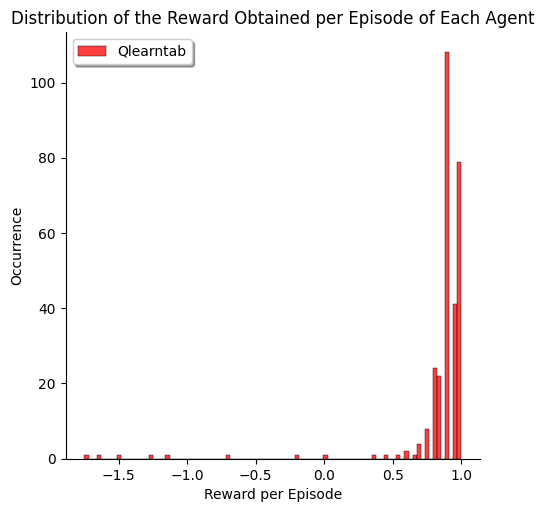 Distribution of the Reward Obtained per Episode of Each Agent
Qlearntab
100
80
60
40
20
0
Occurrence
−1.5 −1.0 −0.5 0.0 0.5 1.0
Reward per Episode